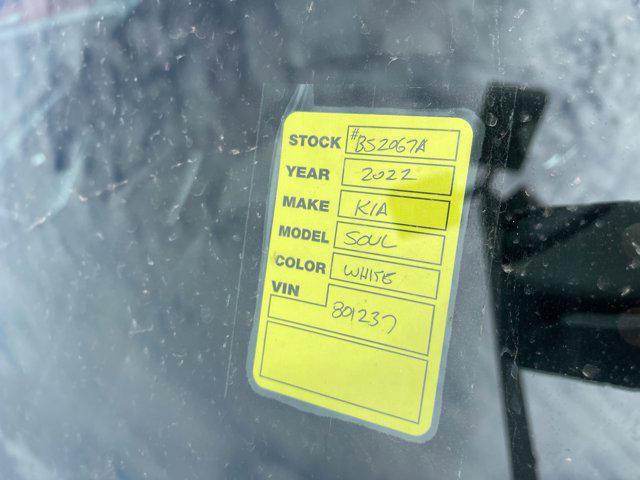 STOCK #BS2067A
YEAR 2022
MAKE KIA
MODEL SOUL
COLOR WHITE
VIN 801237